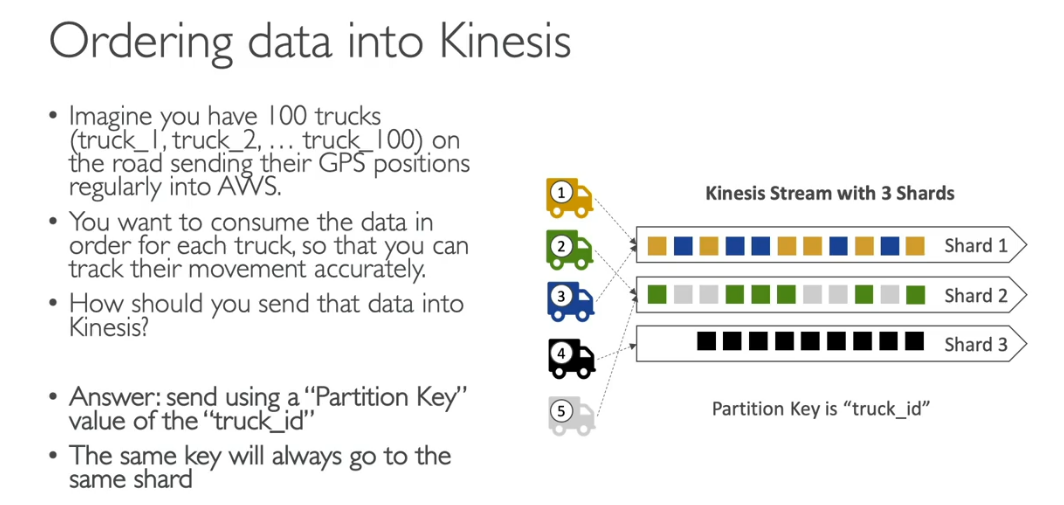 Ordering data into Kinesis
• Imagine you have 100 trucks
(truck_1, truck_2, … truck_100) on
the road sending their GPS positions
regularly into AWS.
• You want to consume the data in
order for each truck, so that you can
track their movement accurately.
• How should you send that data into
Kinesis?
• Answer: send using a “Partition Key”
value of the “truck_id”
• The same key will always go to the
same shard
Kinesis Stream with 3 Shards
1
2
3
4
5
Shard 1
Shard 2
Shard 3
Partition Key is “truck_id”